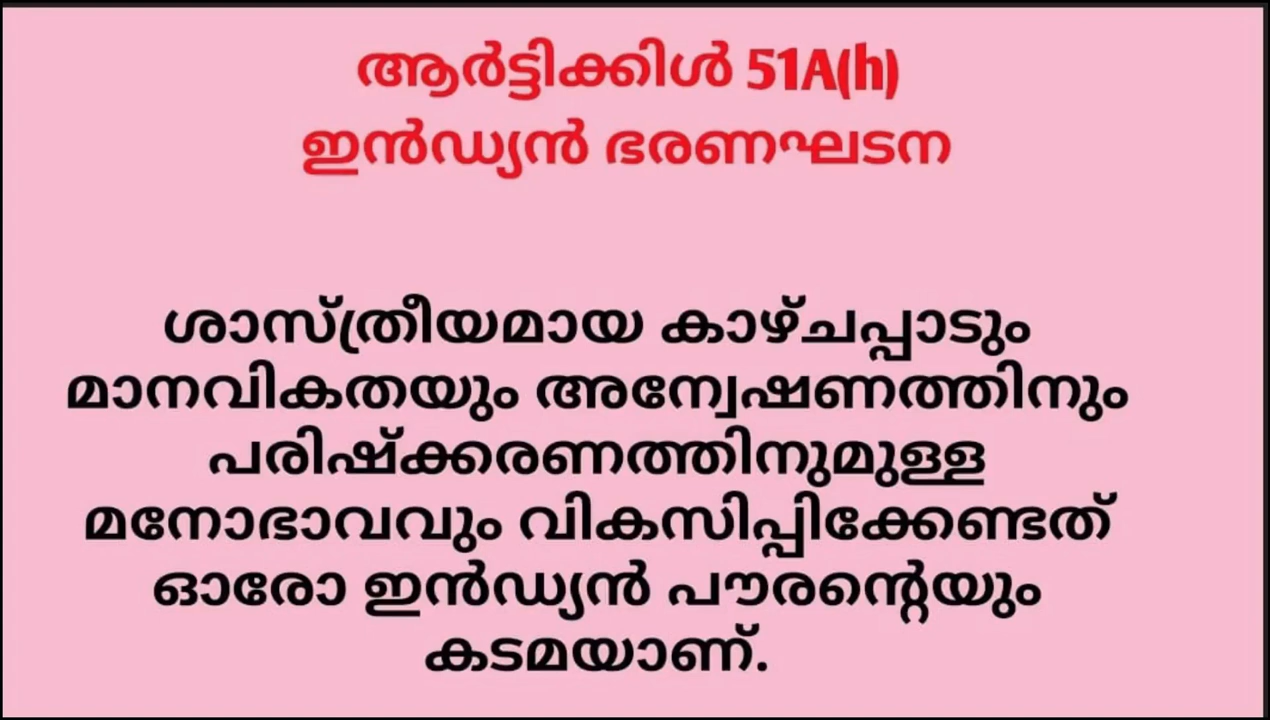 ആർട്ടിക്കിൾ 51A(h)
ഇൻഡ്യൻ ഭരണഘടന
ശാസ്ത്രീയമായ കാഴ്ചപ്പാടും
മാനവികതയും അന്വേഷണത്തിനും
പരിഷ്ക്കരണത്തിനുമുള്ള
മനോഭാവവും വികസിപ്പിക്കേണ്ടത്
ഓരോ ഇൻഡ്യൻ പൗരന്റെയും
കടമയാണ്.